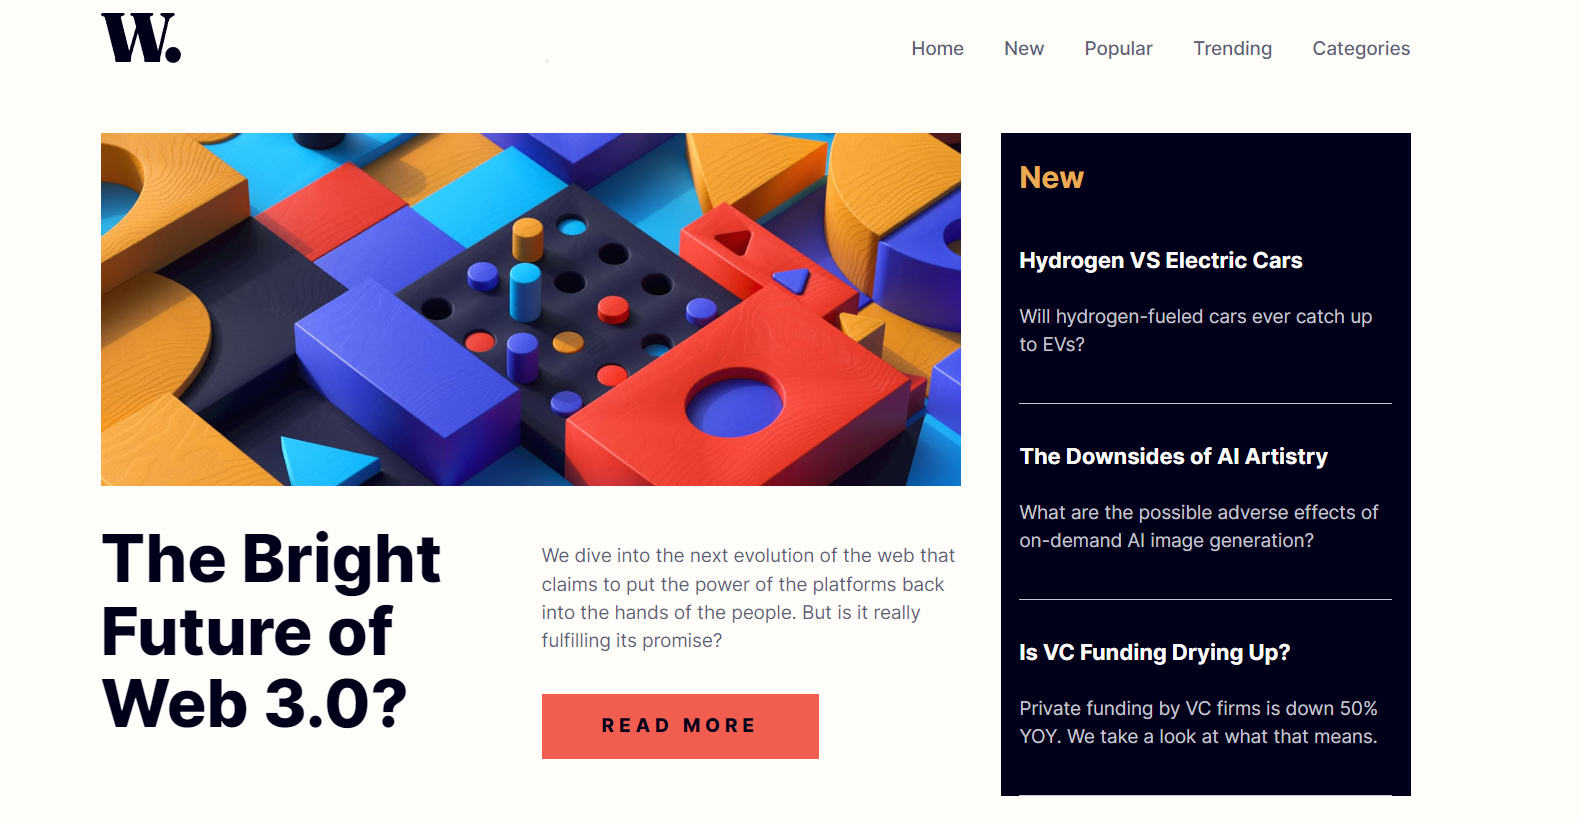 W.
Home New Popular Trending Categories
The Bright
Future of
Web 3.0?
We dive into the next evolution of the web that
claims to put the power of the platforms back
into the hands of the people. But is it really
fulfilling its promise?
READ MORE
New
Hydrogen VS Electric Cars
Will hydrogen-fueled cars ever catch up
to EVs?
The Downsides of AI Artistry
What are the possible adverse effects of
on-demand AI image generation?
Is VC Funding Drying Up?
Private funding by VC firms is down 50%
YOY. We take a look at what that means.